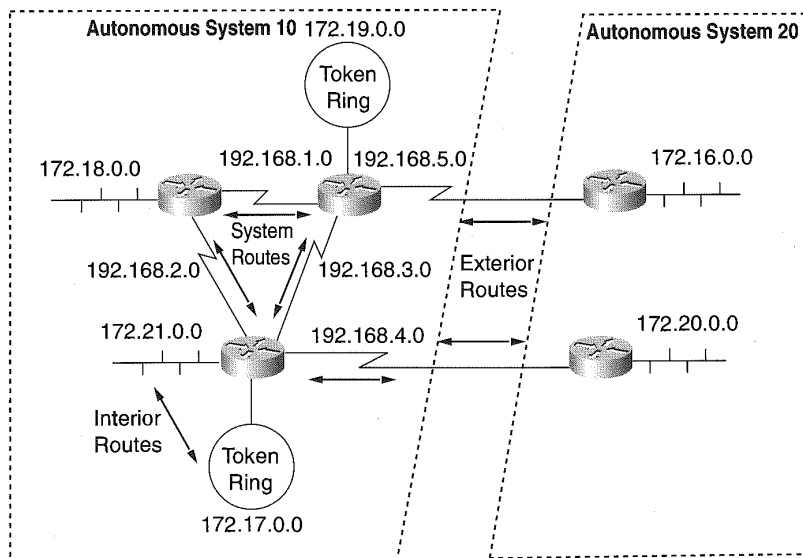 Autonomous System 10
172.19.0.0
Autonomous System 20
Token
Ring
172.18.0.0
192.168.1.0
192.168.5.0
172.16.0.0
System
Routes
192.168.2.0
192.168.3.0
Exterior
Routes
172.21.0.0
192.168.4.0
172.20.0.0
Interior
Routes
Token
Ring
172.17.0.0